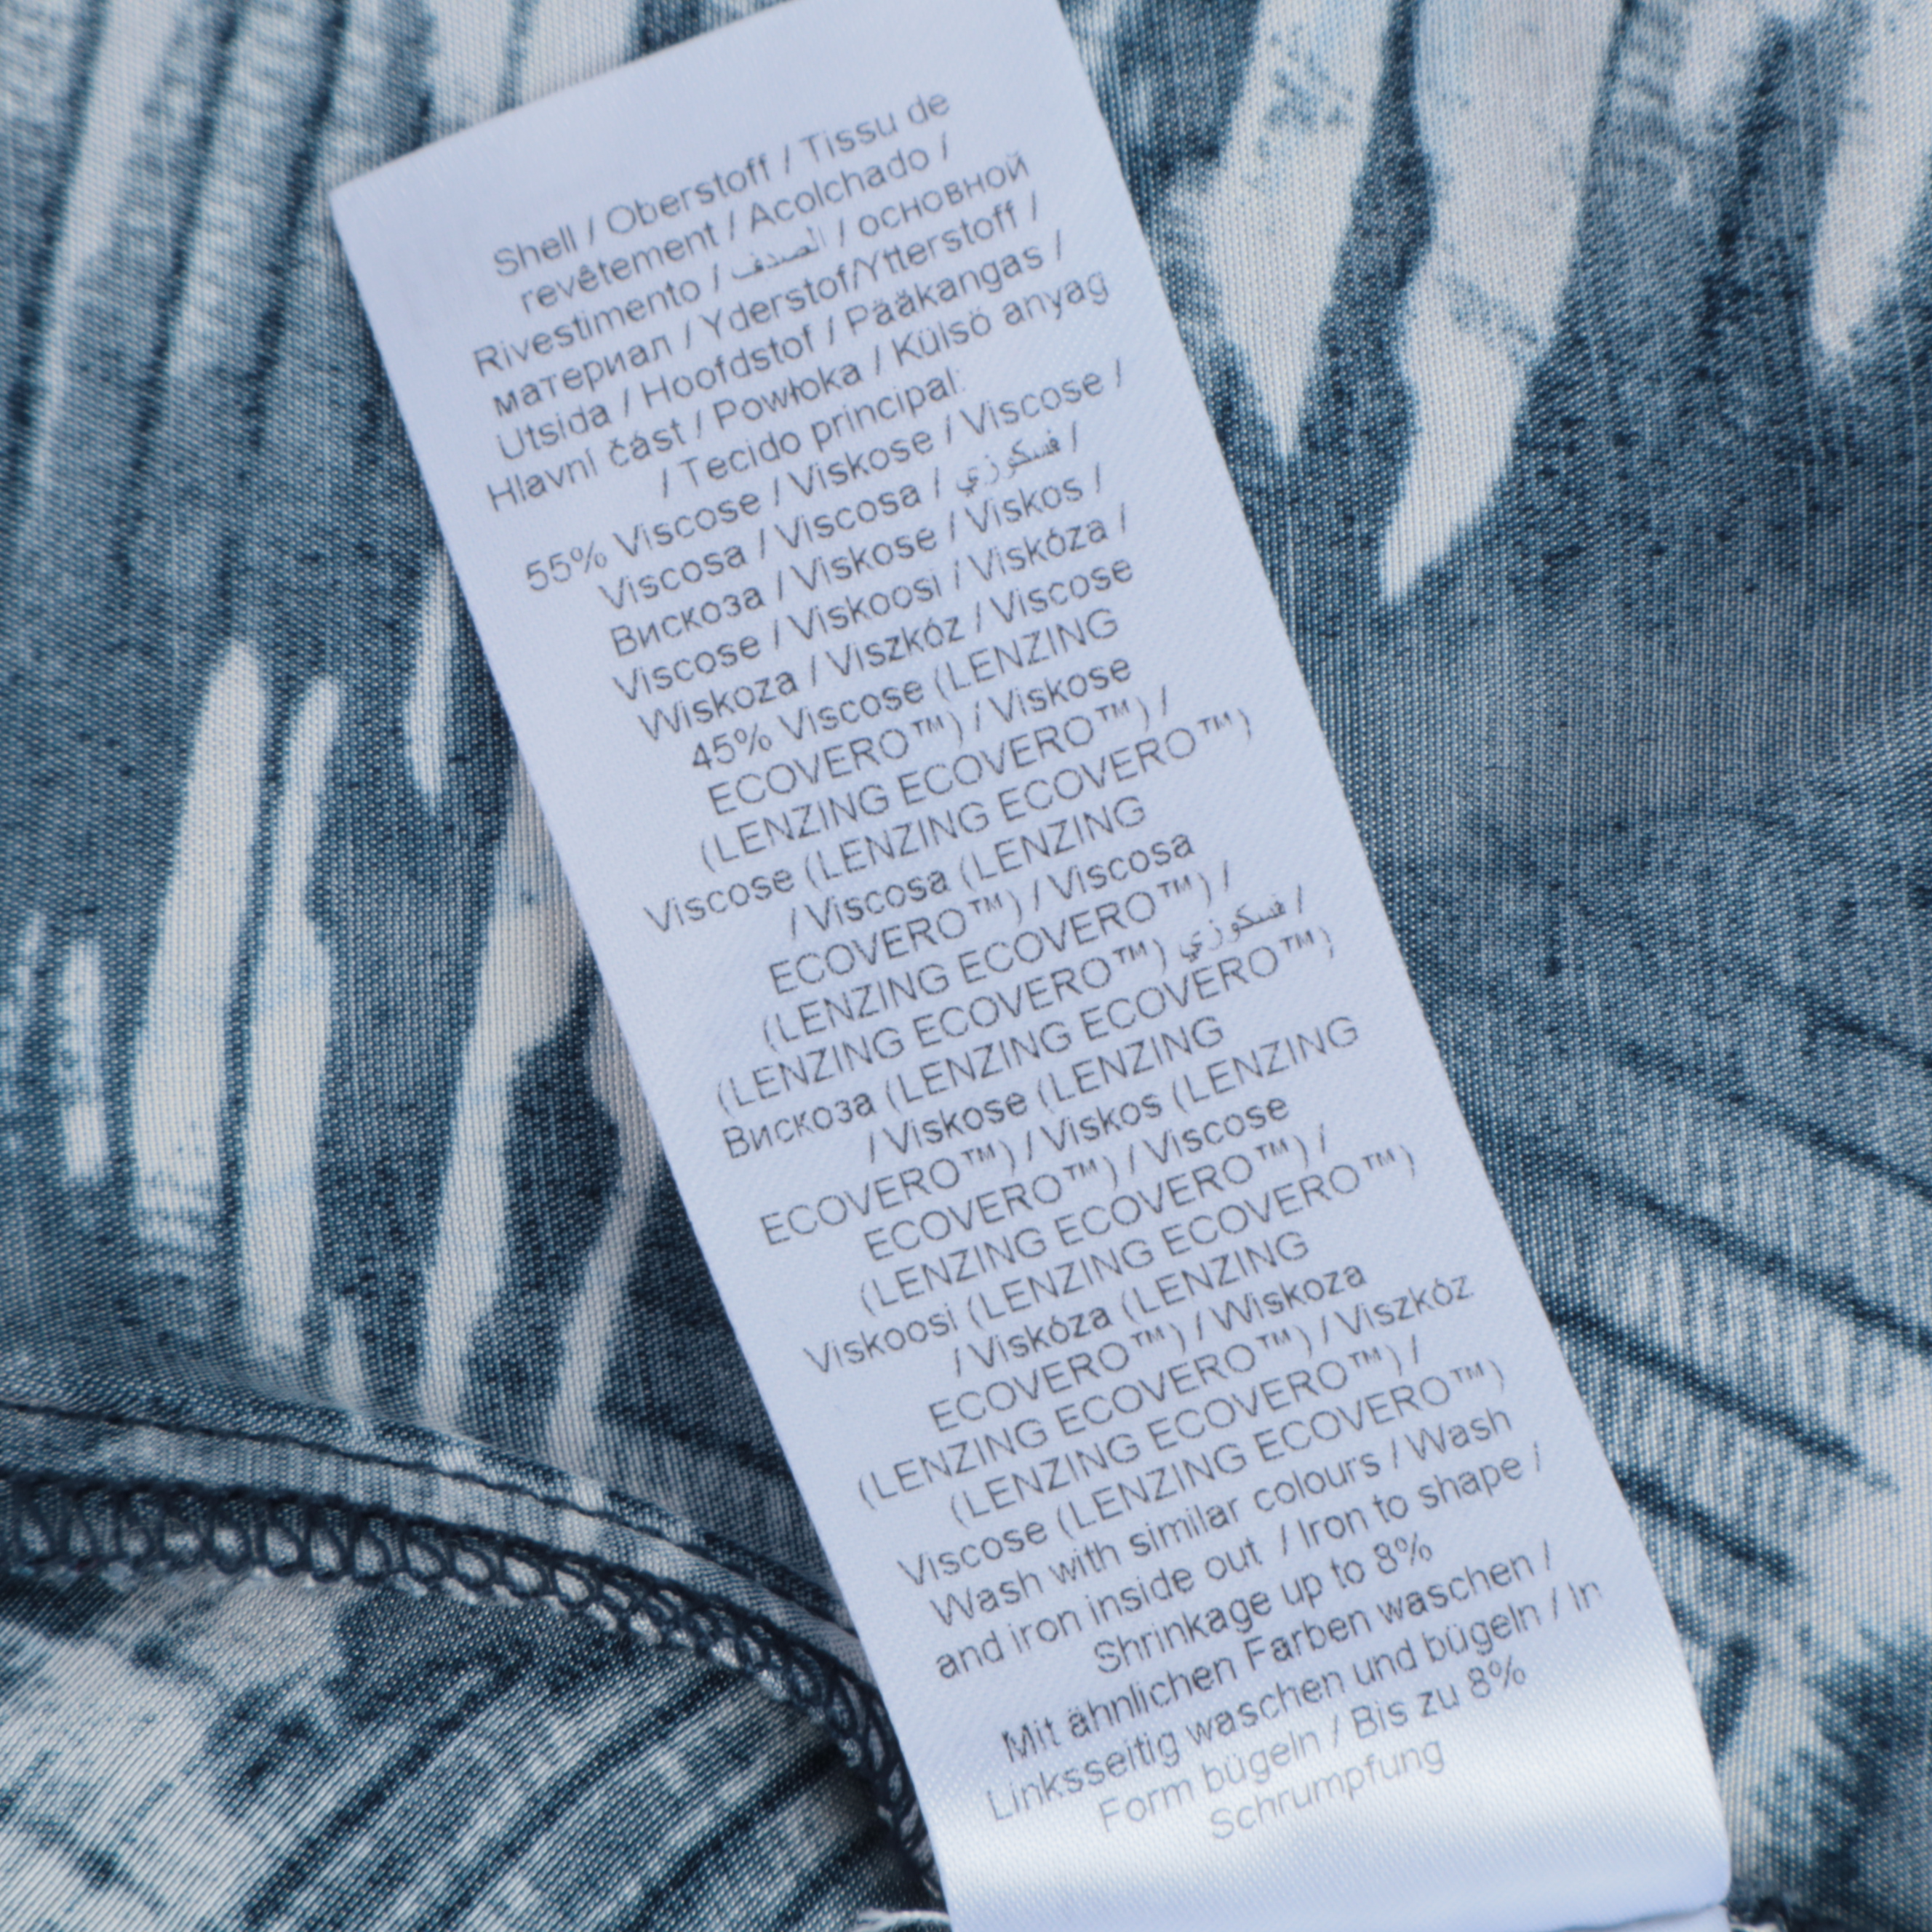 Shell / Oberstoff / Tissu de
revêtement / Acolchado /
Rivestimento / الصدف / основной
материал / Yderstof/Ytterstoff /
Utsida / Hoofdstof / Pääkangas /
Hlavní část / Powłoka / Külső anyag
/ Tecido principal:
55% Viscose / Viskose / Viscose /
Viscosa / Viscosa / فسكوزي /
Вискоза / Viskose / Viskos /
Viscose / Viskoosi / Viskóza /
Wiskoza / Viszkóz / Viscose
45% Viscose (LENZING
ECOVERO™) / Viskose
(LENZING ECOVERO™) /
Viscose (LENZING ECOVERO™)
/ Viscosa (LENZING
ECOVERO™) / Viscosa
(LENZING ECOVERO™) /
(LENZING ECOVERO™) فسكوزي /
Вискоза (LENZING ECOVERO™)
/ Viskose (LENZING
ECOVERO™) / Viskos (LENZING
ECOVERO™) / Viscose
(LENZING ECOVERO™) /
Viskoosi (LENZING ECOVERO™)
/ Viskóza (LENZING
ECOVERO™) / Wiskoza
(LENZING ECOVERO™) / Viszkóz
(LENZING ECOVERO™) /
Viscose (LENZING ECOVERO™)
Wash with similar colours / Wash
and iron inside out / Iron to shape /
Shrinkage up to 8%
Mit ähnlichen Farben waschen /
Linksseitig waschen und bügeln / In
Form bügeln / Bis zu 8%
Schrumpfung